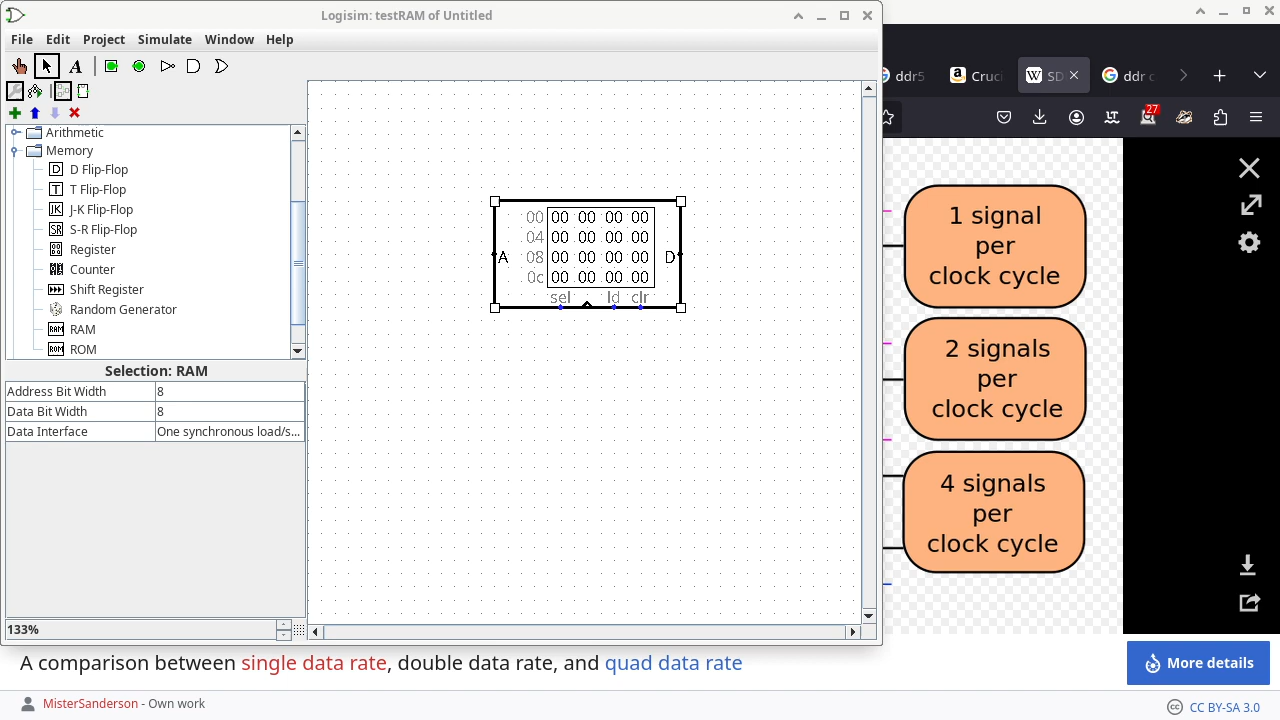 Logisim: testRAM of Untitled
File Edit Project Simulate Window Help
A
Arithmetic
Memory
D Flip-Flop
T Flip-Flop
J-K Flip-Flop
S-R Flip-Flop
Register
Counter
Shift Register
Random Generator
RAM
ROM
Selection: RAM
Address Bit Width 8
Data Bit Width 8
Data Interface One synchronous load/s...
133%
00 00 00 00 00
04 00 00 00 00
A 08 00 00 00 00 D
0c 00 00 00 00
sel ld clr
ddr5
Cruc
SD
ddr c
27
1 signal
per
clock cycle
2 signals
per
clock cycle
4 signals
per
clock cycle
A comparison between single data rate, double data rate, and quad data rate
More details
MisterSanderson - Own work
CC BY-SA 3.0